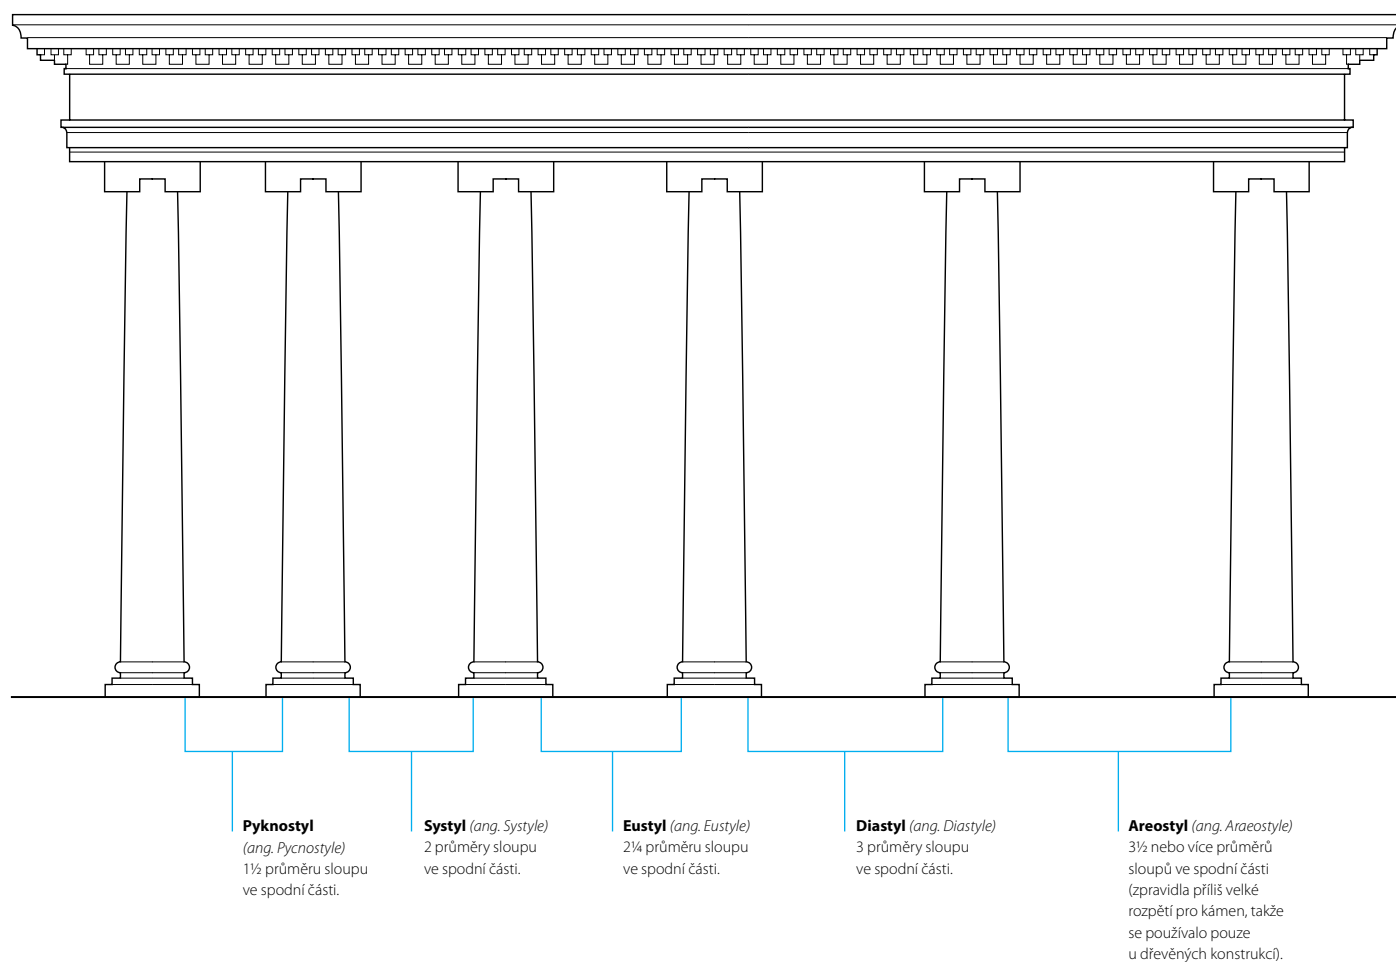 Pyknostyl
(ang. Pycnostyle)
1½ průměru sloupu
ve spodní části.
Systyl (ang. Systyle)
2 průměry sloupu
ve spodní části.
Eustyl (ang. Eustyle)
2¼ průměru sloupu
ve spodní části.
Diastyl (ang. Diastyle)
3 průměry sloupu
ve spodní části.
Areostyl (ang. Araeostyle)
3½ nebo více průměrů
sloupů ve spodní části
(zpravidla příliš velké
rozpětí pro kámen, takže
se používalo pouze
u dřevěných konstrukcí).